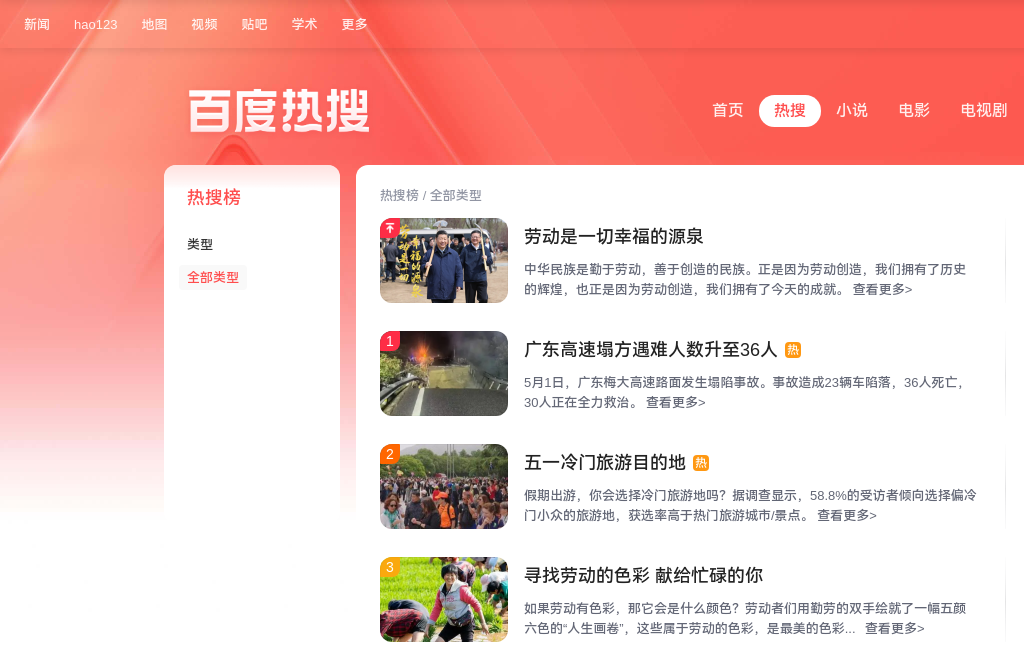 新闻 hao123 地图 视频 贴吧 学术 更多
百度热搜
首页 热搜 小说 电影 电视剧
热搜榜
类型
全部类型
热搜榜 / 全部类型
劳动是一切幸福的源泉
劳动是一切
幸福的源泉
中华民族是勤于劳动，善于创造的民族。正是因为劳动创造，我们拥有了历史
的辉煌，也正是因为劳动创造，我们拥有了今天的成就。 查看更多>
1
广东高速塌方遇难人数升至36人 热
5月1日，广东梅大高速路面发生塌陷事故。事故造成23辆车陷落，36人死亡，
30人正在全力救治。 查看更多>
2
五一冷门旅游目的地 热
假期出游，你会选择冷门旅游地吗？据调查显示，58.8%的受访者倾向选择偏冷
门小众的旅游地，获选率高于热门旅游城市/景点。 查看更多>
3
寻找劳动的色彩 献给忙碌的你
如果劳动有色彩，那它会是什么颜色？劳动者们用勤劳的双手绘就了一幅五颜
六色的“人生画卷”，这些属于劳动的色彩，是最美的色彩... 查看更多>